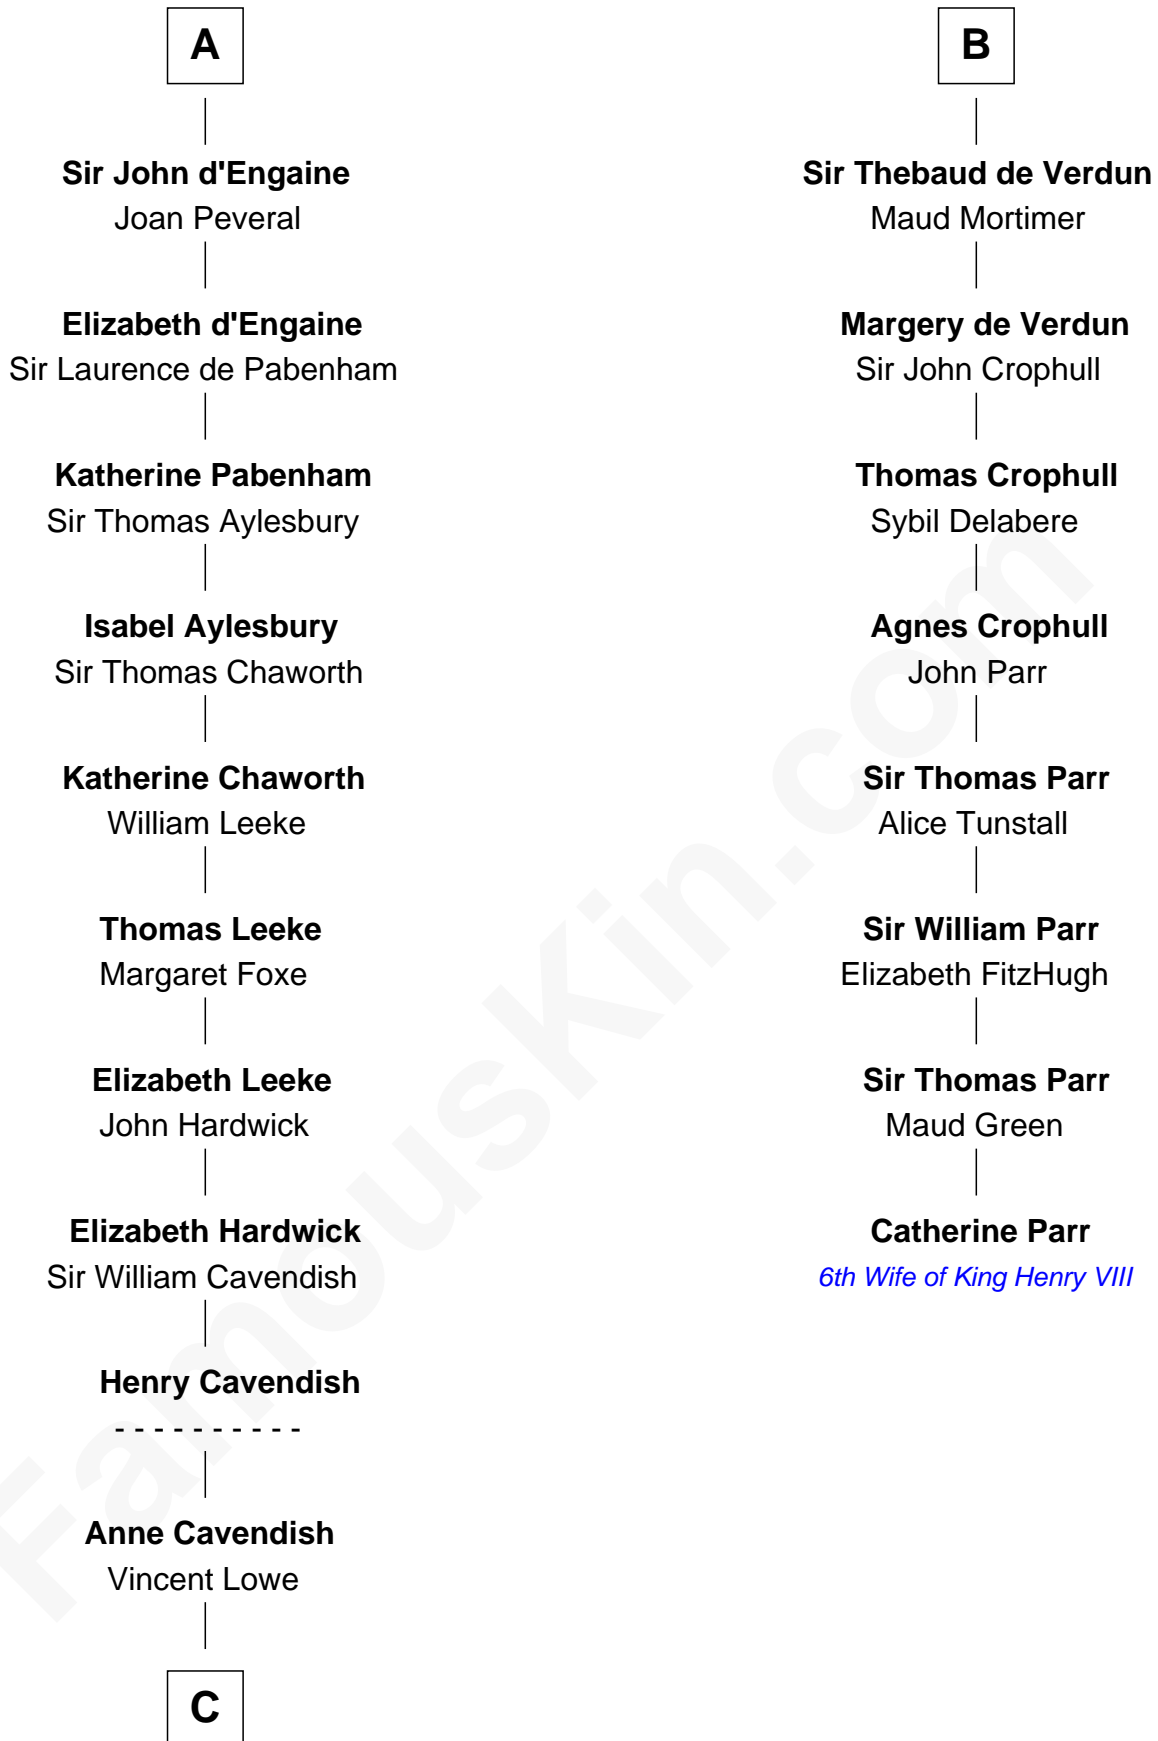 A
Sir John d'Engaine
Joan Peveral
Elizabeth d'Engaine
Sir Laurence de Pabenham
Katherine Pabenham
Sir Thomas Aylesbury
Isabel Aylesbury
Sir Thomas Chaworth
Katherine Chaworth
William Leeke
Thomas Leeke
Margaret Foxe
Elizabeth Leeke
John Hardwick
Elizabeth Hardwick
Sir William Cavendish
Henry Cavendish
- - - - - - - - - -
Anne Cavendish
Vincent Lowe
C
B
Sir Thebaud de Verdun
Maud Mortimer
Margery de Verdun
Sir John Crophull
Thomas Crophull
Sybil Delabere
Agnes Crophull
John Parr
Sir Thomas Parr
Alice Tunstall
Sir William Parr
Elizabeth FitzHugh
Sir Thomas Parr
Maud Green
Catherine Parr
6th Wife of King Henry VIII
FamousKin.com